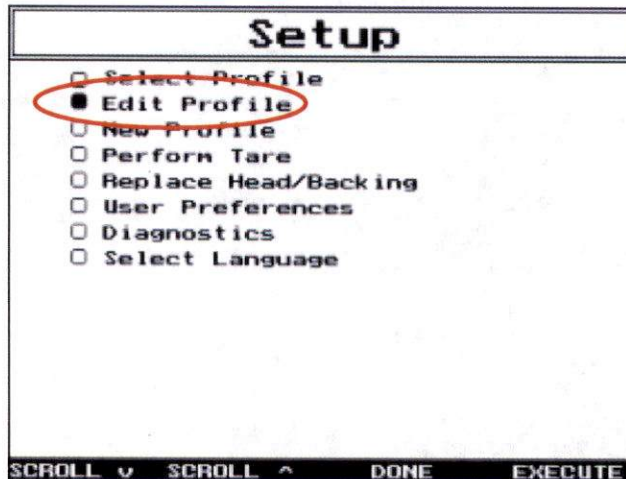 Setup
Select Profile
Edit Profile
New Profile
Perform Tare
Replace Head/Backing
User Preferences
Diagnostics
Select Language
SCROLL v SCROLL ^ DONE EXECUTE